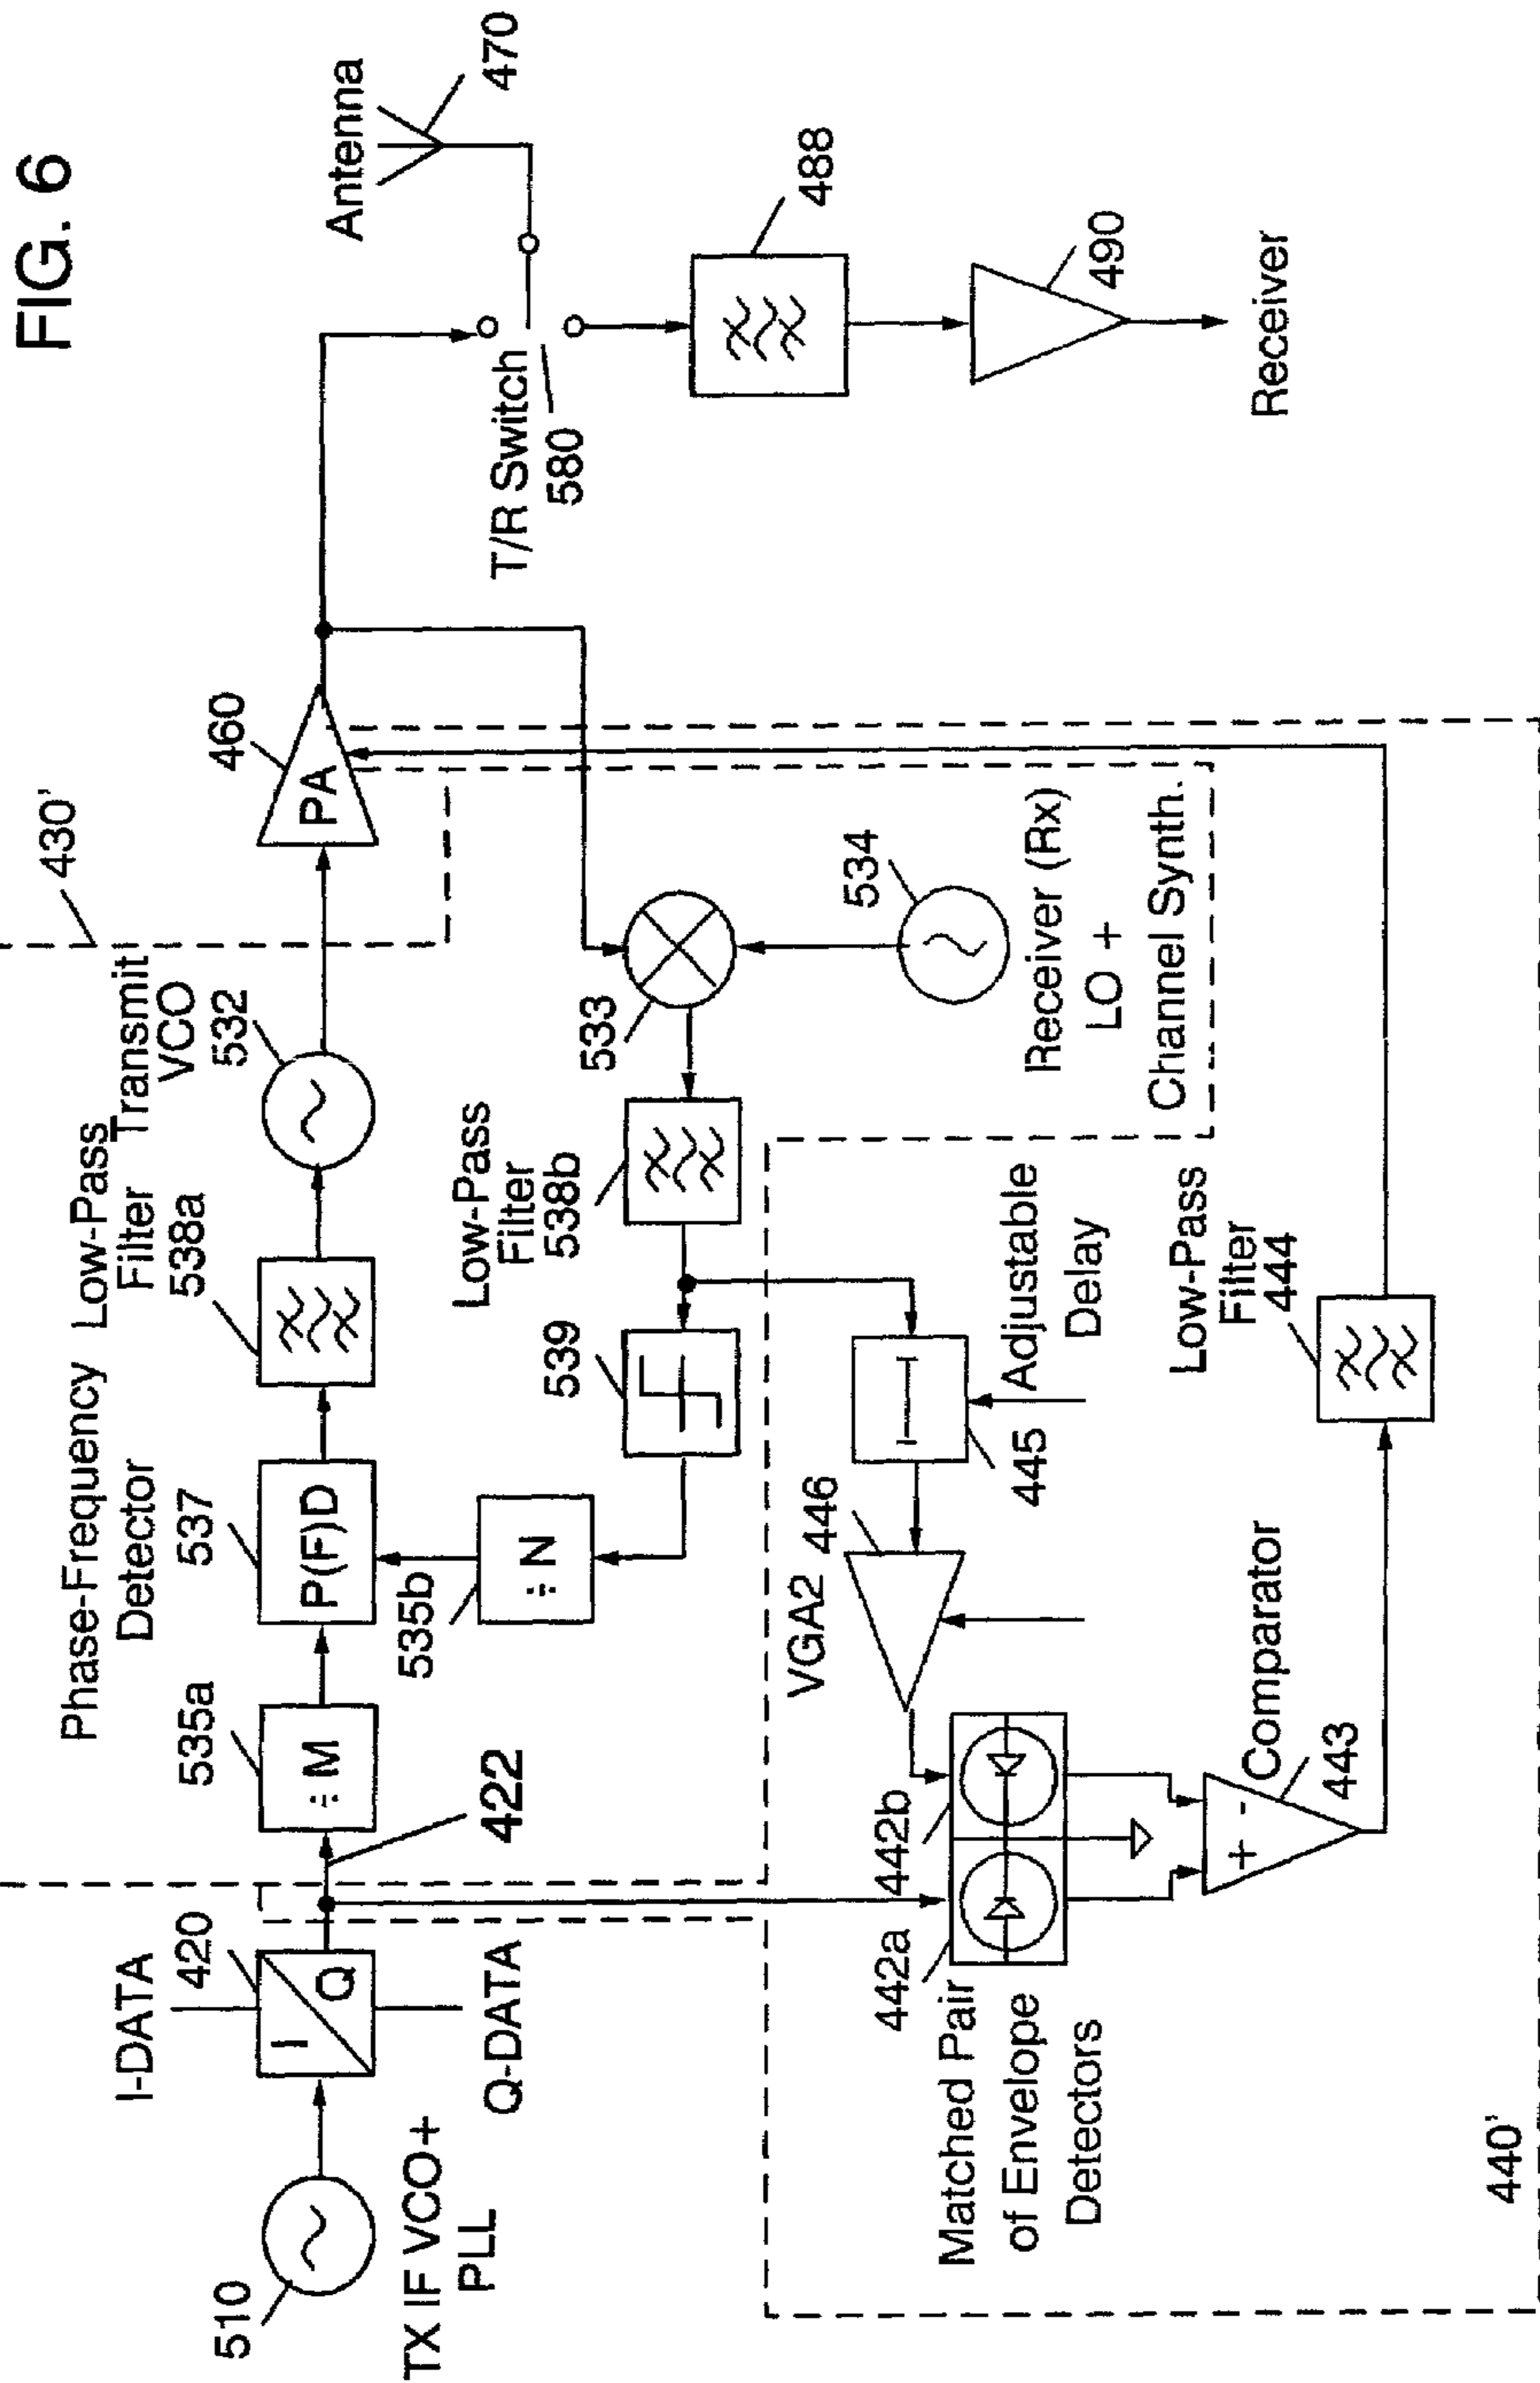 FIG. 6
430'
I-DATA
420
I
Q
Q-DATA
510
TX IF VCO+
PLL
422
535a
÷M
Phase-Frequency
Detector
537
P(F)D
535b
÷ N
Low-Pass
Filter
538a
Transmit
VCO
532
460
PA
Antenna
470
T/R Switch
580
488
490
Receiver
539
Low-Pass
Filter
538b
533
534
Receiver (Rx)
LO +
Channel Synth.
VGA2
446
445
Adjustable
Delay
442a
442b
Matched Pair
of Envelope
Detectors
+
-
Comparator
443
Low-Pass
Filter
444
440'